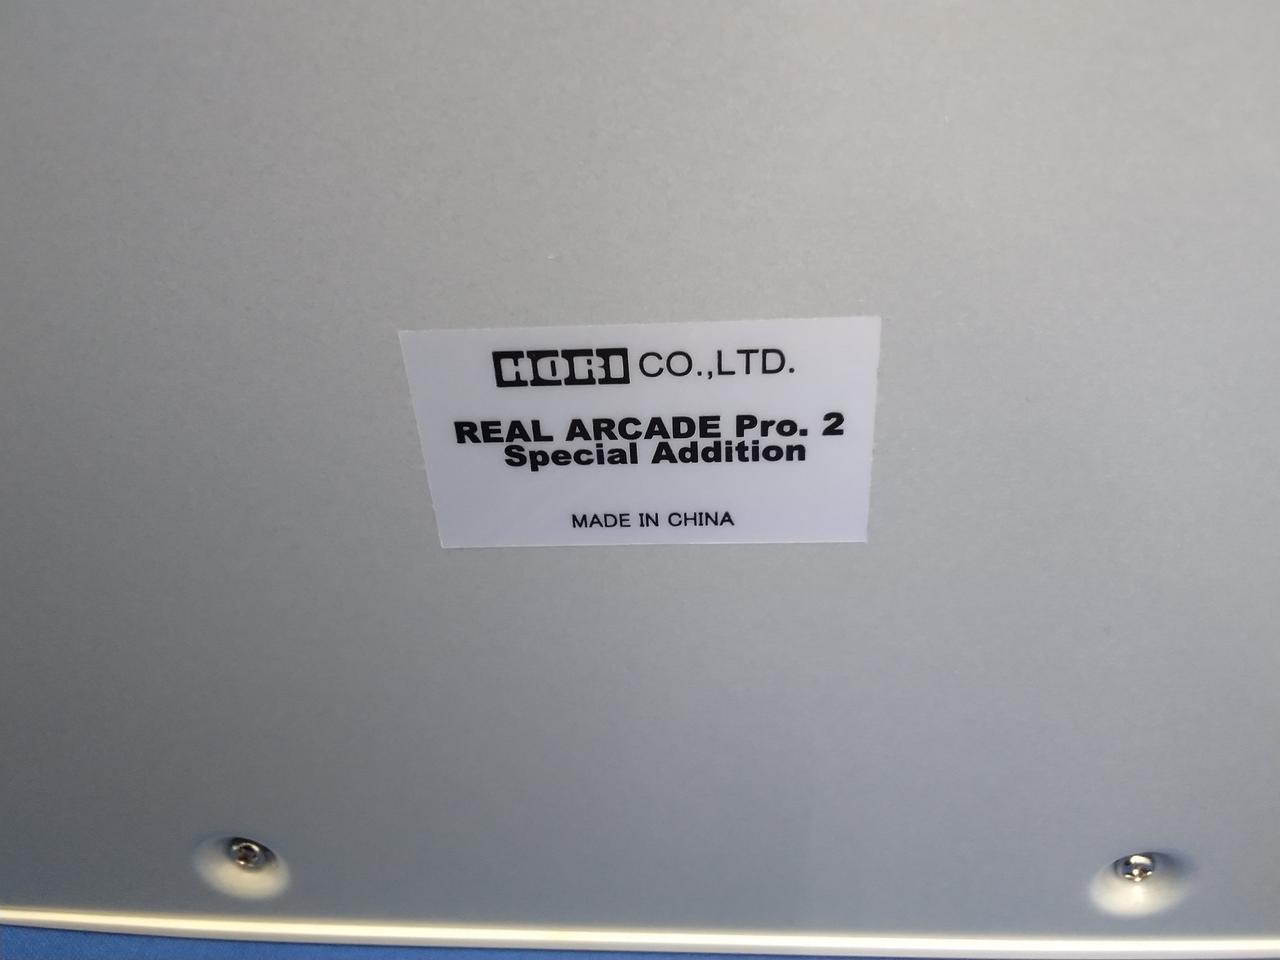 HORI CO.,LTD.
REAL ARCADE Pro. 2
Special Addition
MADE IN CHINA